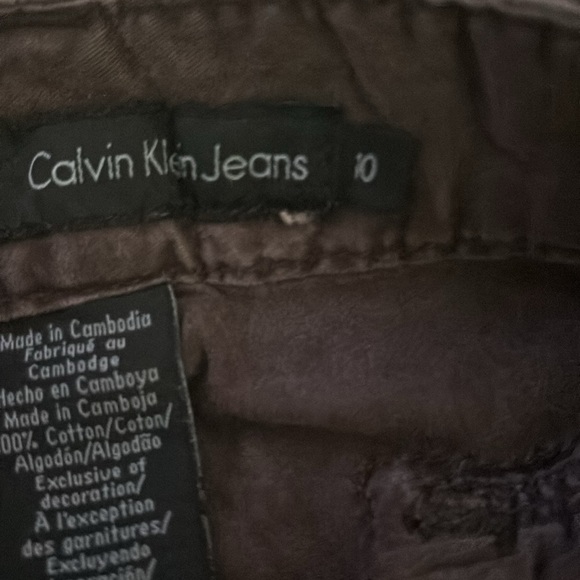 Calvin Klein Jeans 10
Made in Cambodia
Fabriqué au
Cambodge
Hecho en Camboya
Made in Camboja
00% Cotton/Coton/
Algodón/Algodão
Exclusive of
decoration/
À l'exception
des garnitures/
Excluyendo